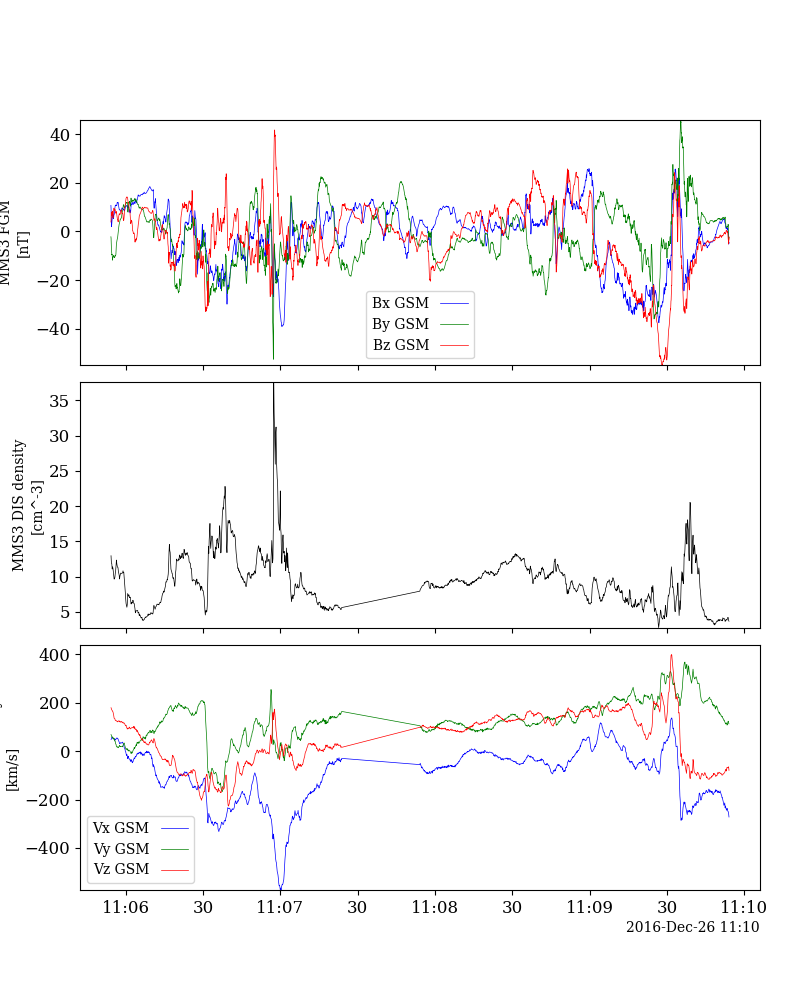 40
20
0
−20
−40
MMS3 FGM
[nT]
Bx GSM
By GSM
Bz GSM
35
30
25
20
15
10
5
MMS3 DIS density
[cm^-3]
400
200
0
−200
−400
[km/s]
Vx GSM
Vy GSM
Vz GSM
11:06 30 11:07 30 11:08 30 11:09 30 11:10
2016-Dec-26 11:10